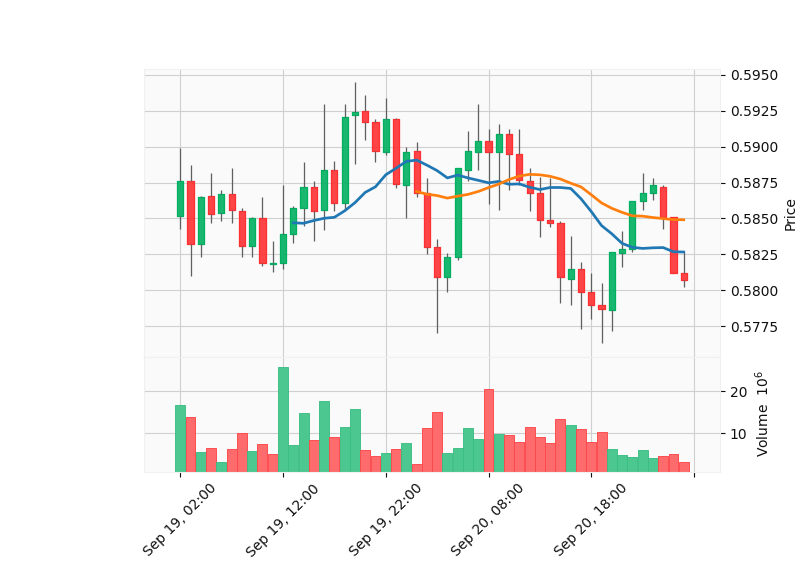 0.5950
0.5925
0.5900
0.5875
0.5850
0.5825
0.5800
0.5775
Price
20
10
Volume 10^6
Sep 19, 02:00
Sep 19, 12:00
Sep 19, 22:00
Sep 20, 08:00
Sep 20, 18:00